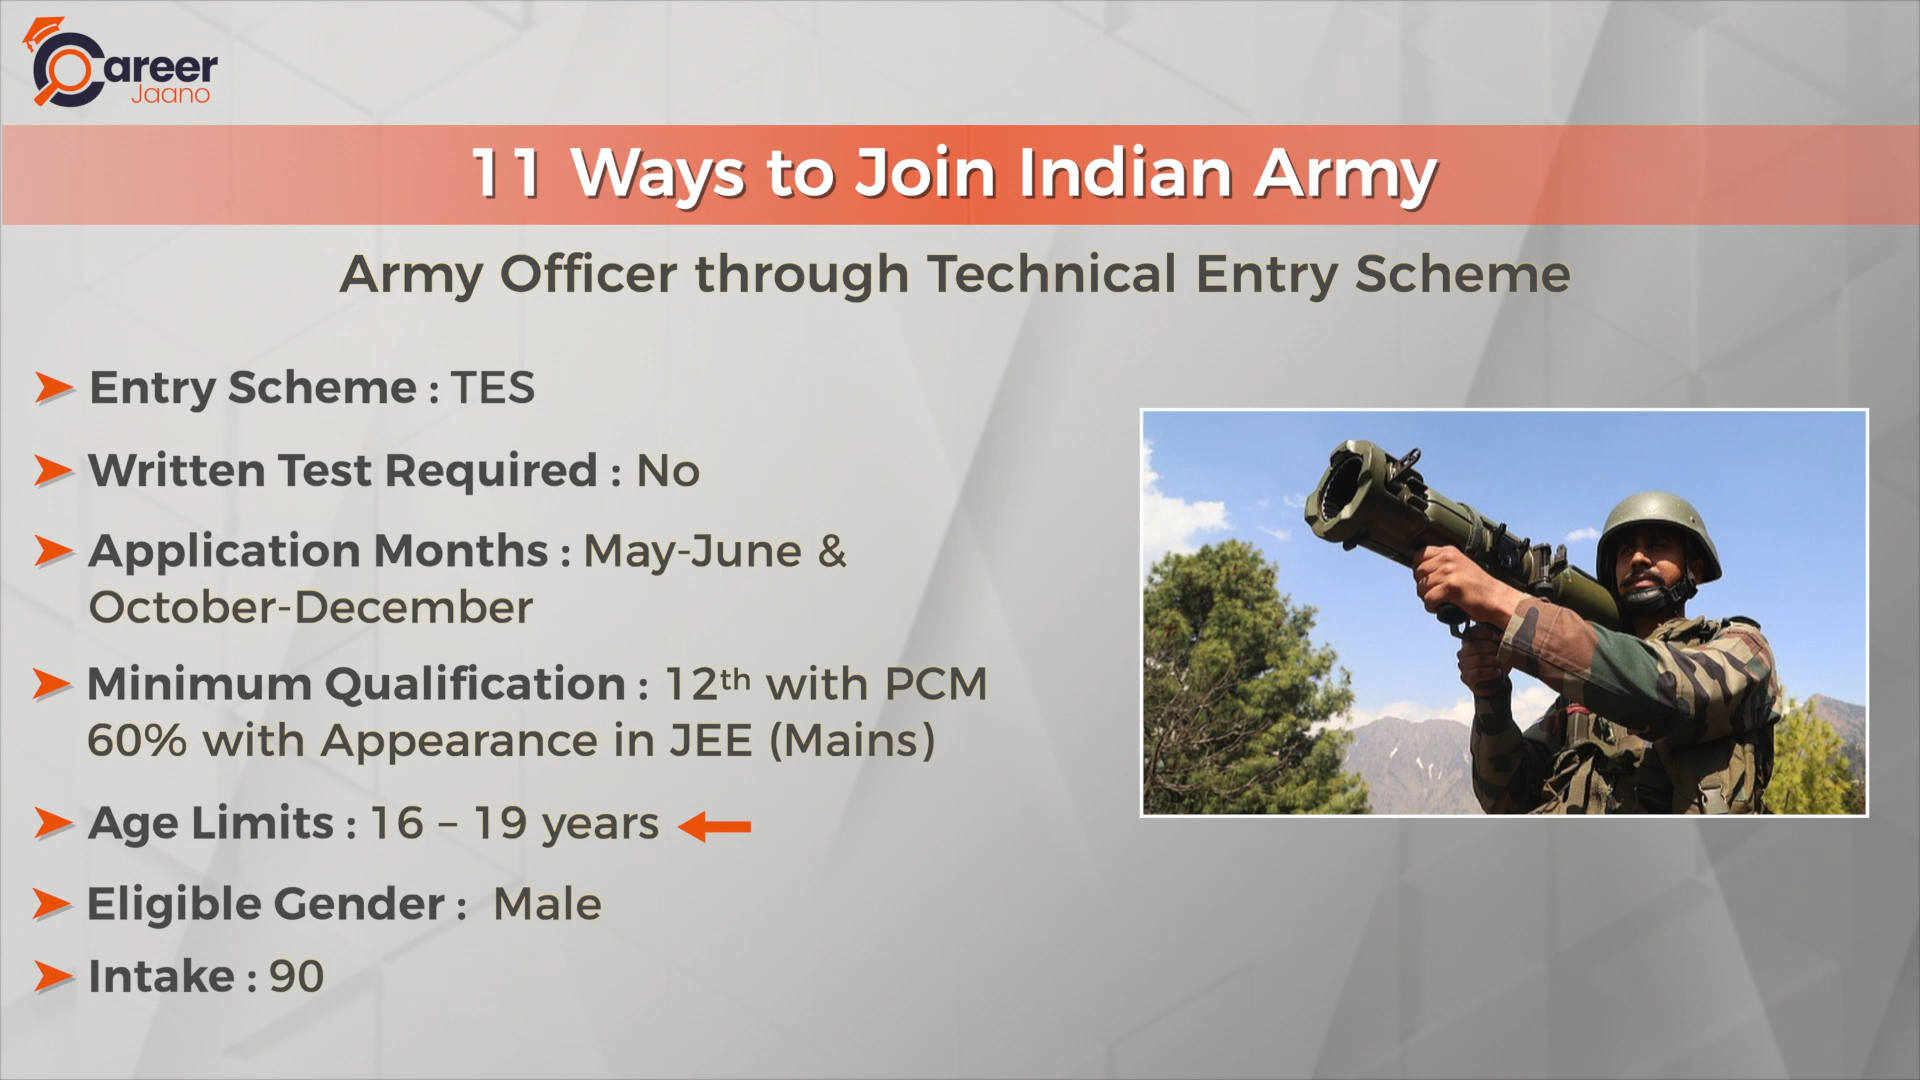 Career
Jaano
11 Ways to Join Indian Army
Army Officer through Technical Entry Scheme
Entry Scheme : TES
Written Test Required : No
Application Months : May-June &
October-December
Minimum Qualification : 12th with PCM
60% with Appearance in JEE (Mains)
Age Limits : 16 – 19 years
Eligible Gender : Male
Intake : 90